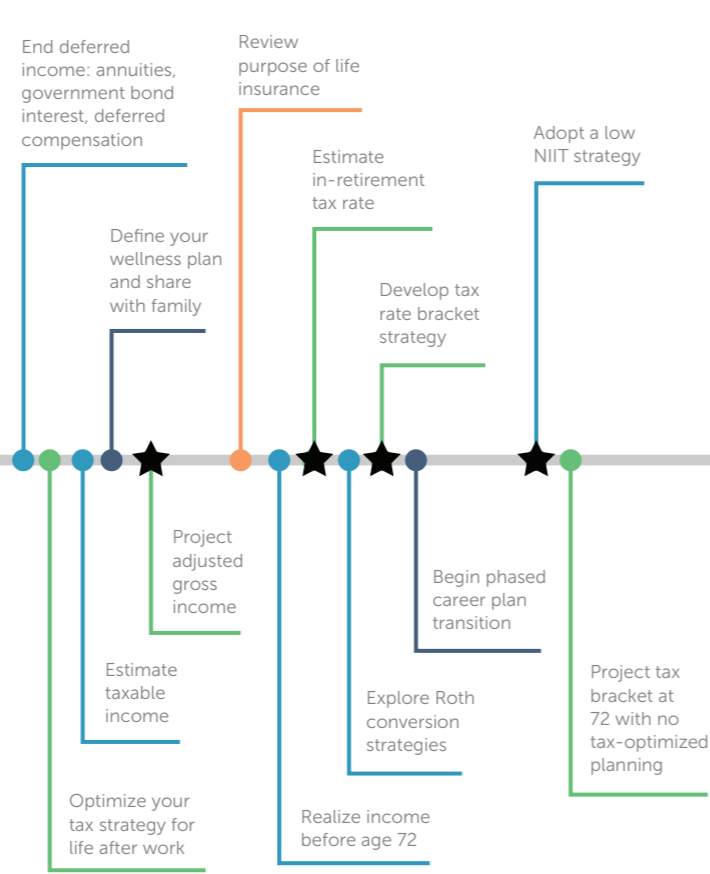 End deferred
income: annuities,
government bond
interest, deferred
compensation
Review
purpose of life
insurance
Adopt a low
NIIT strategy
Estimate
in-retirement
tax rate
Define your
wellness plan
and share
with family
Develop tax
rate bracket
strategy
Project
adjusted
gross
income
Begin phased
career plan
transition
Estimate
taxable
income
Explore Roth
conversion
strategies
Project tax
bracket at
72 with no
tax-optimized
planning
Optimize your
tax strategy for
life after work
Realize income
before age 72